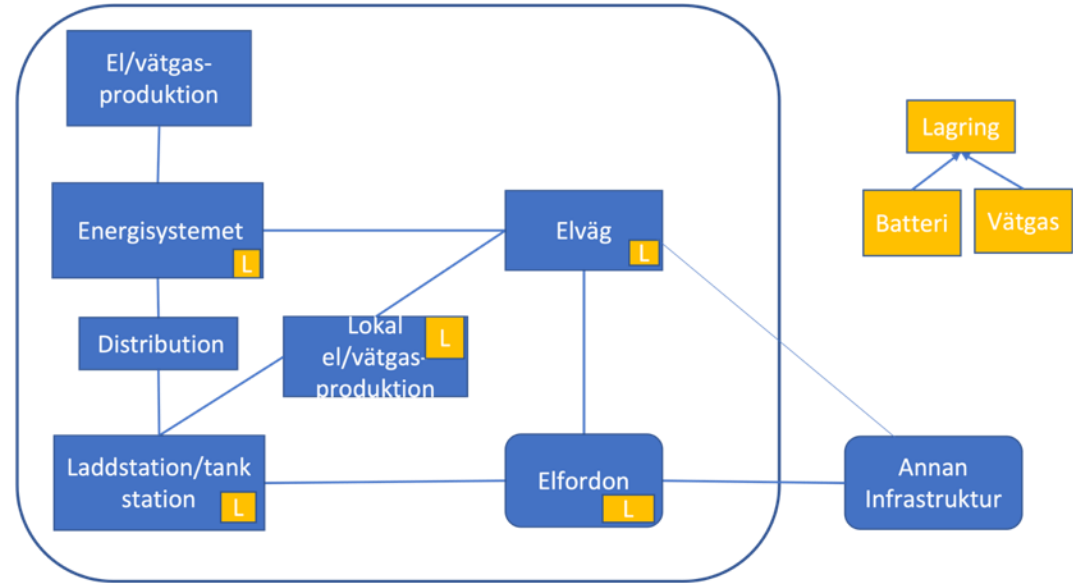 El/vätgas-
produktion
Lagring
Batteri
Vätgas
Energisystemet
L
Elväg
L
Distribution
Lokal
el/vätgas-
produktion
L
Laddstation/tank
station
L
Elfordon
L
Annan
Infrastruktur